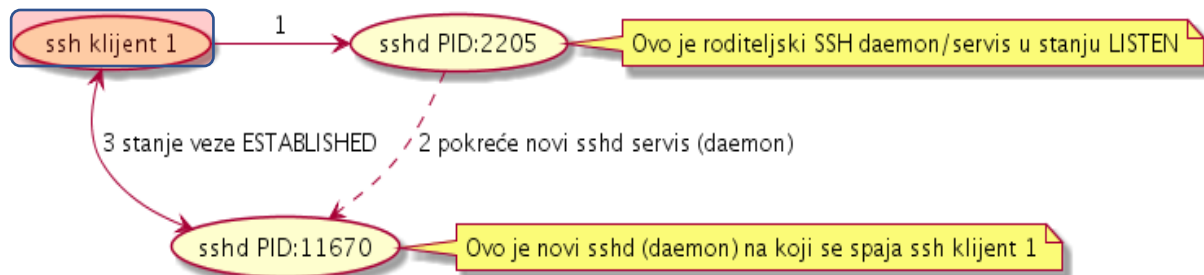 ssh klijent 1
1
sshd PID:2205
Ovo je roditeljski SSH daemon/servis u stanju LISTEN
3 stanje veze ESTABLISHED
2 pokreće novi sshd servis (daemon)
sshd PID:11670
Ovo je novi sshd (daemon) na koji se spaja ssh klijent 1